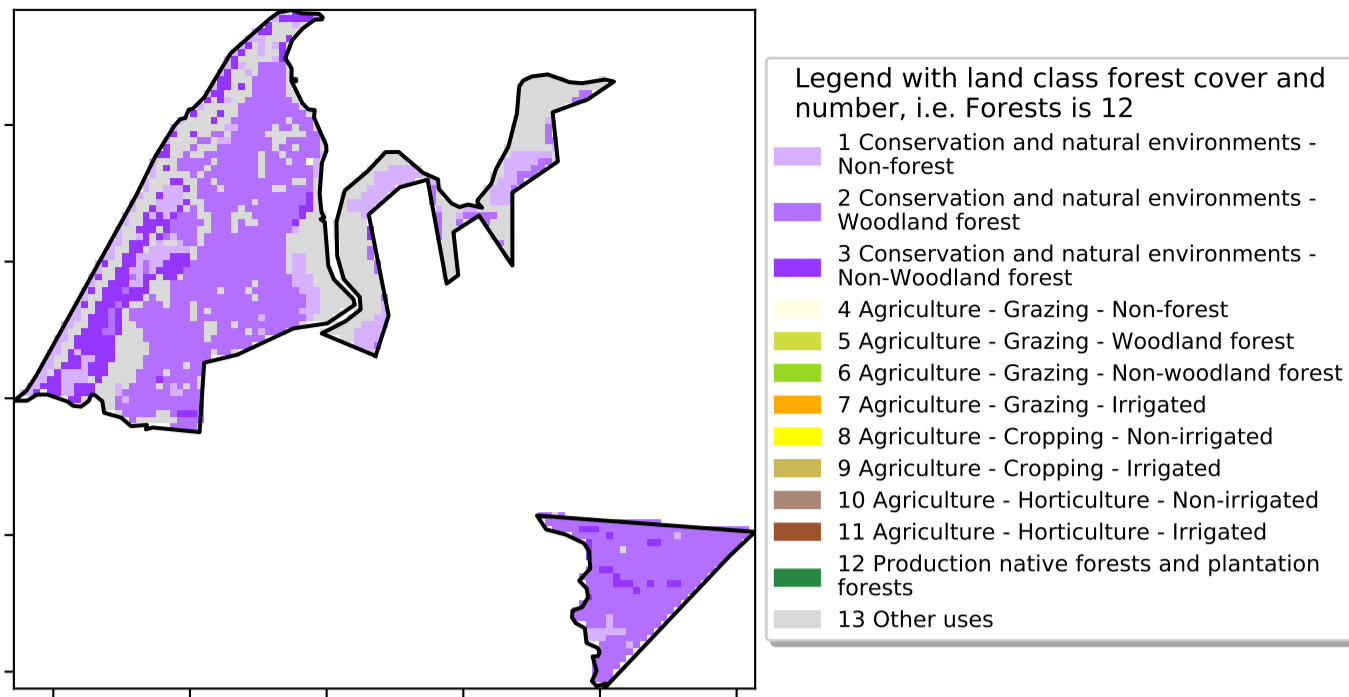 Legend with land class forest cover and
number, i.e. Forests is 12
1 Conservation and natural environments -
Non-forest
2 Conservation and natural environments -
Woodland forest
3 Conservation and natural environments -
Non-Woodland forest
4 Agriculture - Grazing - Non-forest
5 Agriculture - Grazing - Woodland forest
6 Agriculture - Grazing - Non-woodland forest
7 Agriculture - Grazing - Irrigated
8 Agriculture - Cropping - Non-irrigated
9 Agriculture - Cropping - Irrigated
10 Agriculture - Horticulture - Non-irrigated
11 Agriculture - Horticulture - Irrigated
12 Production native forests and plantation
forests
13 Other uses